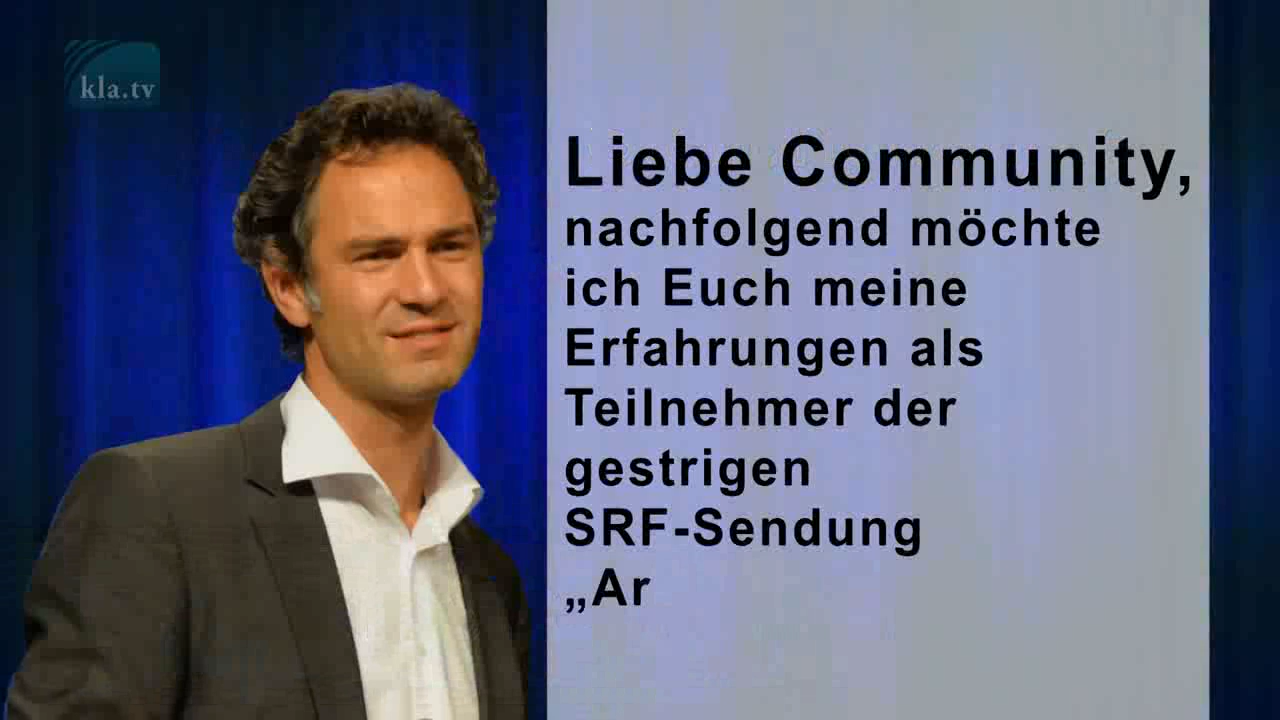 kla.tv
Liebe Community,
nachfolgend möchte
ich Euch meine
Erfahrungen als
Teilnehmer der
gestrigen
SRF-Sendung
„Ar